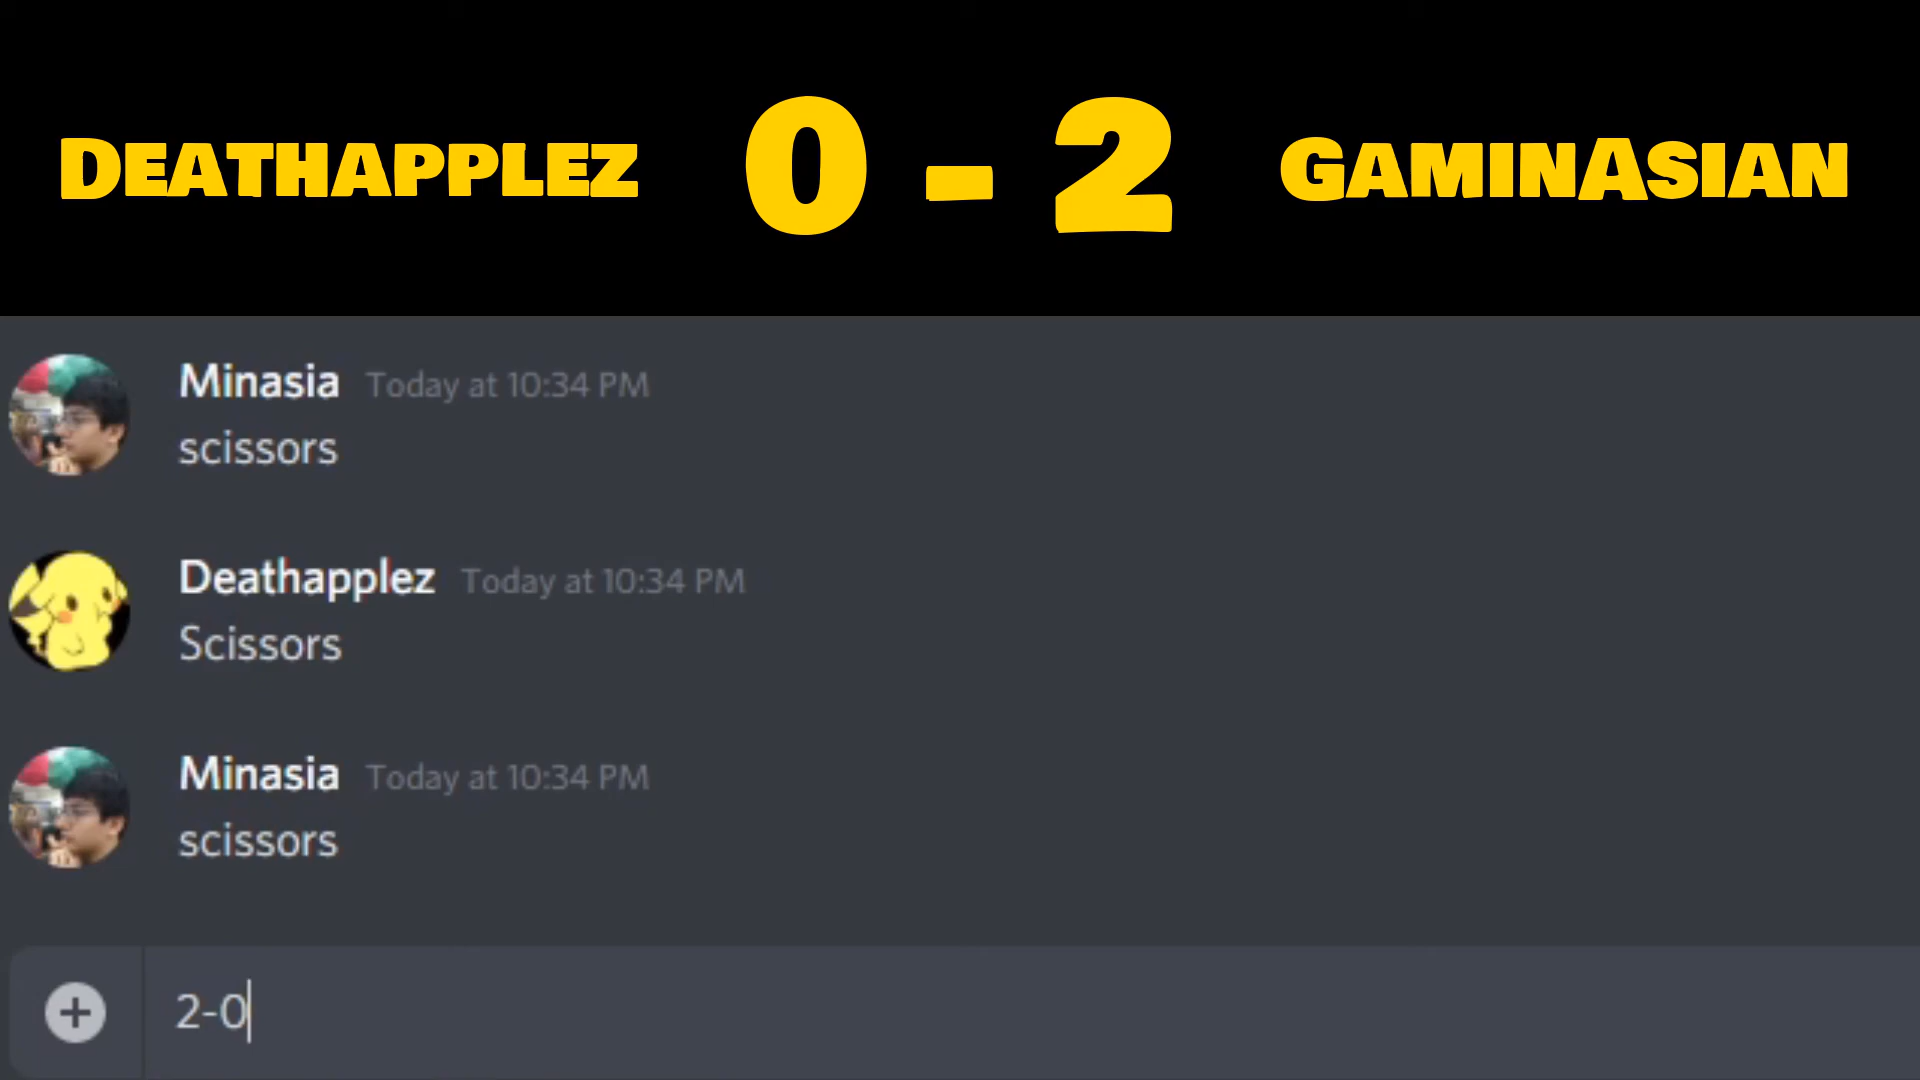 DEATHAPPLEZ 0 - 2 GAMINASIAN
Minasia Today at 10:34 PM
scissors
Deathapplez Today at 10:34 PM
Scissors
Minasia Today at 10:34 PM
scissors
2-0